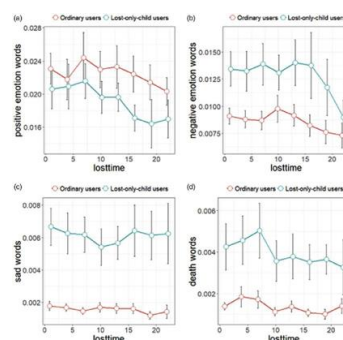 (a)
Ordinary users Lost-only-child users
positive emotion words
0.028
0.024
0.020
0.016
0 5 10 15 20
losttime
(b)
Ordinary users Lost-only-child users
negative emotion words
0.0150
0.0125
0.0100
0.0075
0 5 10 15 20
losttime
(c)
Ordinary users Lost-only-child users
sad words
0.008
0.006
0.004
0.002
0 5 10 15 20
losttime
(d)
Ordinary users Lost-only-child users
death words
0.006
0.004
0.002
0 5 10 15 20
losttime